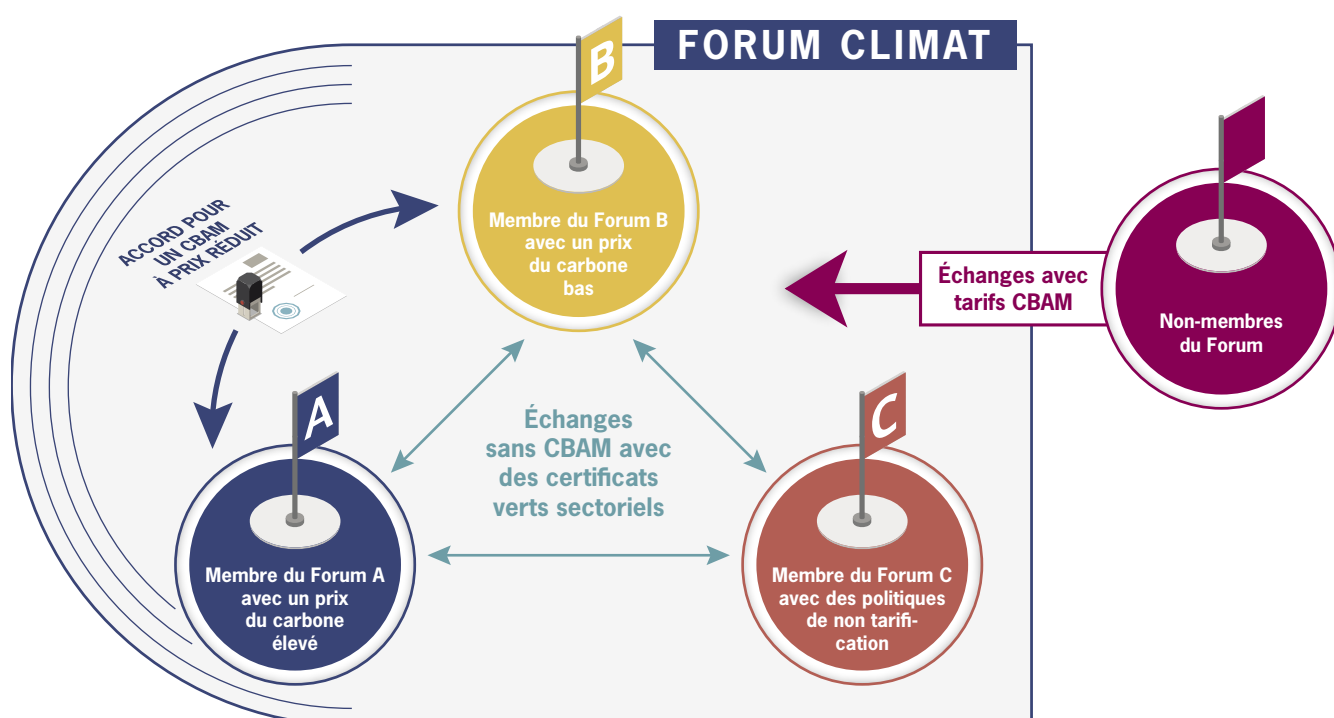 FORUM CLIMAT
B
ACCORD POUR
UN CBAM
À PRIX RÉDUIT
Membre du Forum B
avec un prix
du carbone
bas
Échanges avec
tarifs CBAM
Non-membres
du Forum
A
Échanges
sans CBAM avec
des certificats
verts sectoriels
C
Membre du Forum A
avec un prix
du carbone
élevé
Membre du Forum C
avec des politiques
de non tarifi-
cation